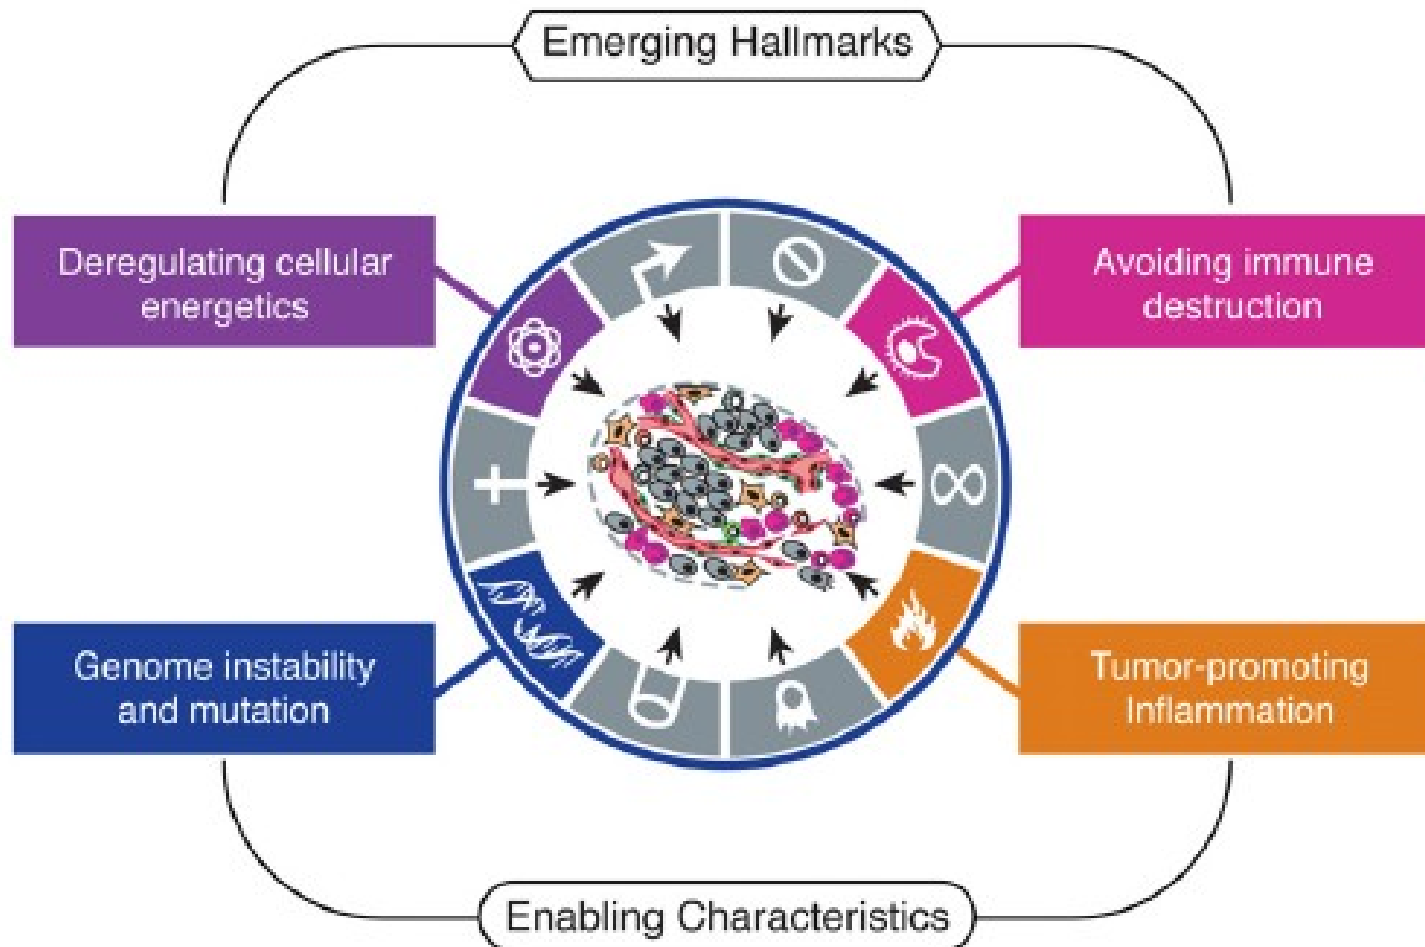 Emerging Hallmarks
Deregulating cellular
energetics
Avoiding immune
destruction
Genome instability
and mutation
Tumor-promoting
Inflammation
Enabling Characteristics